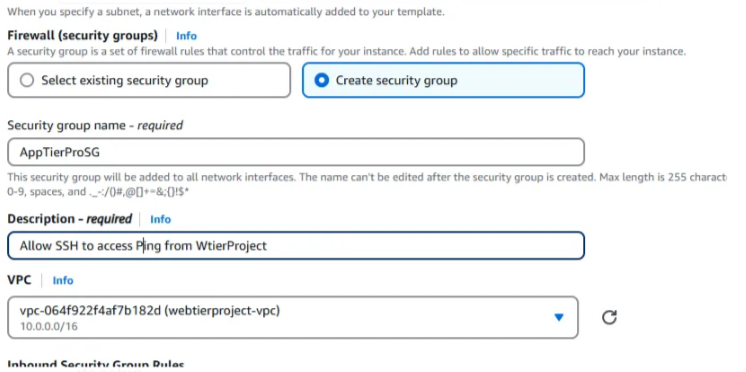 When you specify a subnet, a network interface is automatically added to your template.
Firewall (security groups) Info
A security group is a set of firewall rules that control the traffic for your instance. Add rules to allow specific traffic to reach your instance.
Select existing security group Create security group
Security group name - required
AppTierProSG
This security group will be added to all network interfaces. The name can't be edited after the security group is created. Max length is 255 charact
0-9, spaces, and ._-:/()#,@[]+=&;{}!$*
Description - required Info
Allow SSH to access Ping from WtierProject
VPC Info
vpc-064f922f4af7b182d (webtierproject-vpc)
10.0.0.0/16
Inbound Security Group Rules